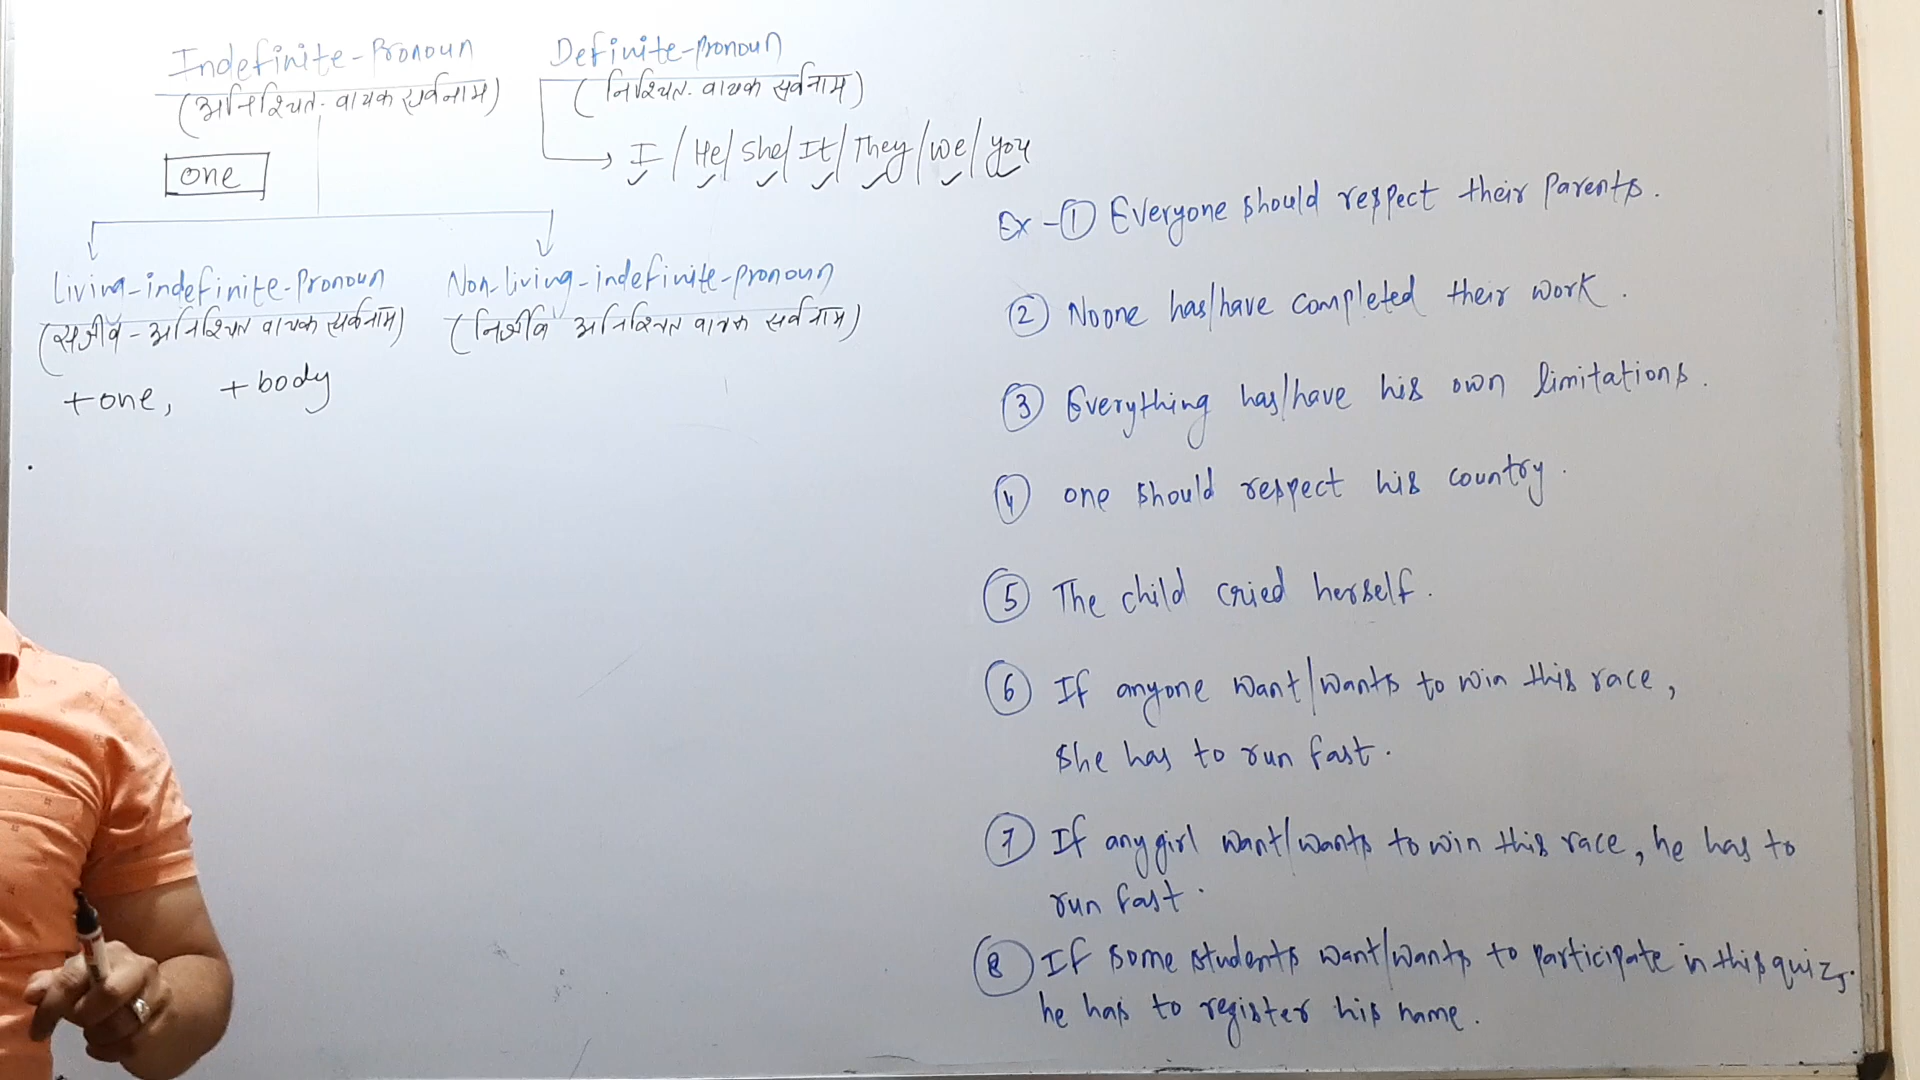 Indefinite-Pronoun
(अनिश्चित-वाचक सर्वनाम)
one
Definite-Pronoun
(निश्चित-वाचक सर्वनाम)
I/He/She/It/They/we/you
Living-indefinite-Pronoun
(सजीव-अनिश्चित वाचक सर्वनाम)
+one, +body
Non-living-indefinite-pronoun
(निर्जीव अनिश्चित वाचक सर्वनाम)
Ex-① Everyone should respect their Parents.
② Noone has/have completed their work.
③ Everything has/have his own limitations.
④ one should respect his country.
⑤ The child cried herself.
⑥ If anyone want/wants to win this race,
She has to run fast.
⑦ If any girl want/wants to win this race, he has to
run fast.
⑧ If some students want/wants to participate in this quiz,
he has to register his name.